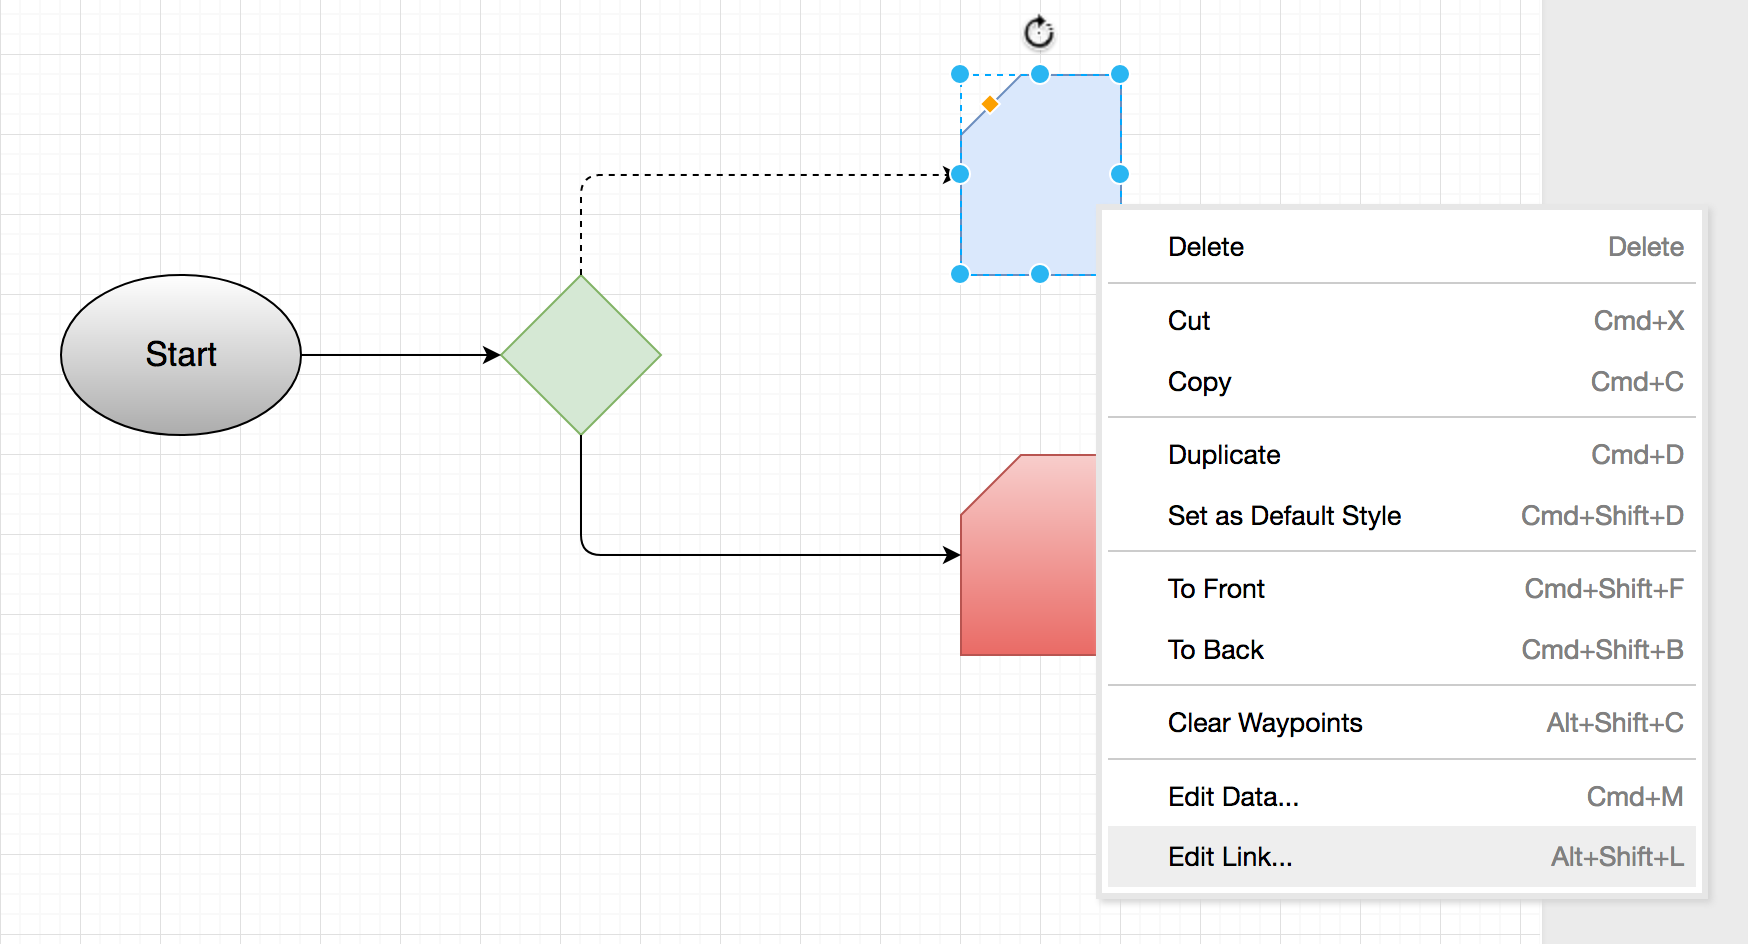 Start
Delete Delete
Cut Cmd+X
Copy Cmd+C
Duplicate Cmd+D
Set as Default Style Cmd+Shift+D
To Front Cmd+Shift+F
To Back Cmd+Shift+B
Clear Waypoints Alt+Shift+C
Edit Data... Cmd+M
Edit Link... Alt+Shift+L